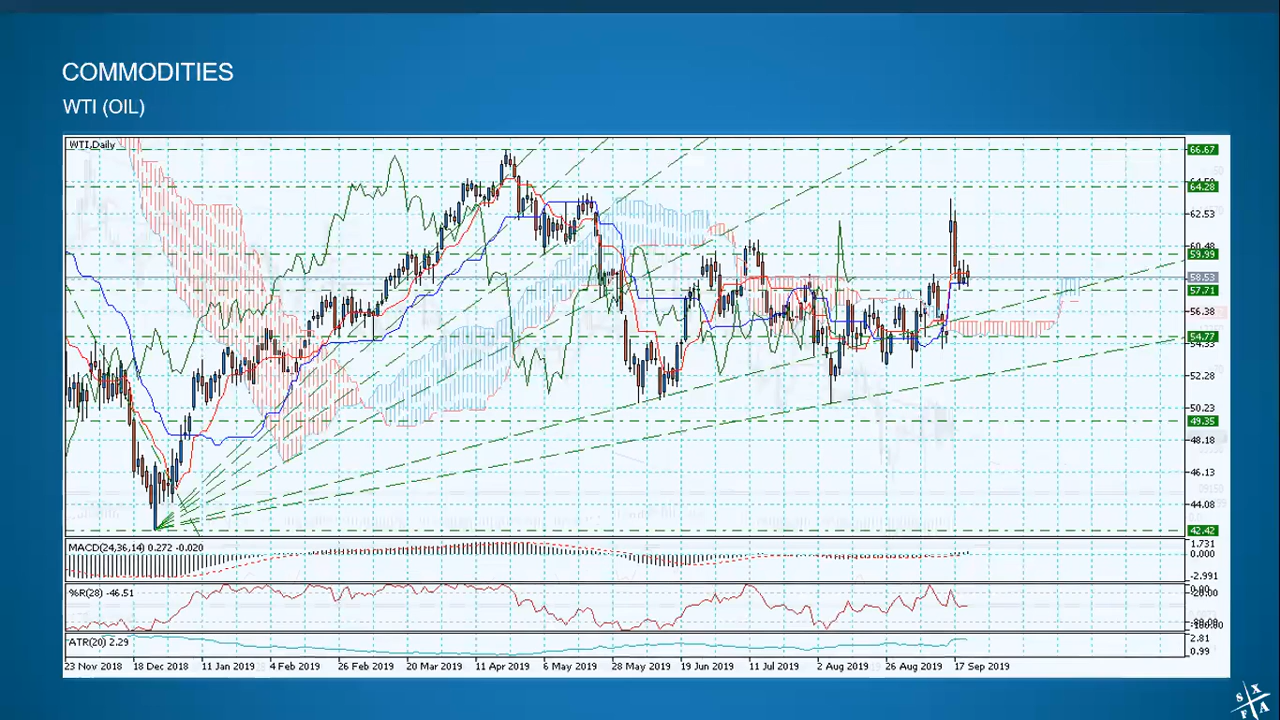 COMMODITIES
WTI (OIL)
WTI,Daily
66.67
64.28
62.53
60.48
59.99
58.53
57.71
56.38
54.77
52.28
50.23
49.35
48.18
46.13
44.08
42.42
MACD(24,36,14) 0.272 -0.020
1.731
0.000
-2.991
%R(28) -46.51
ATR(20) 2.29
2.81
0.99
23 Nov 2018 18 Dec 2018 11 Jan 2019 4 Feb 2019 26 Feb 2019 20 Mar 2019 11 Apr 2019 6 May 2019 28 May 2019 19 Jun 2019 11 Jul 2019 2 Aug 2019 26 Aug 2019 17 Sep 2019
S X
F A